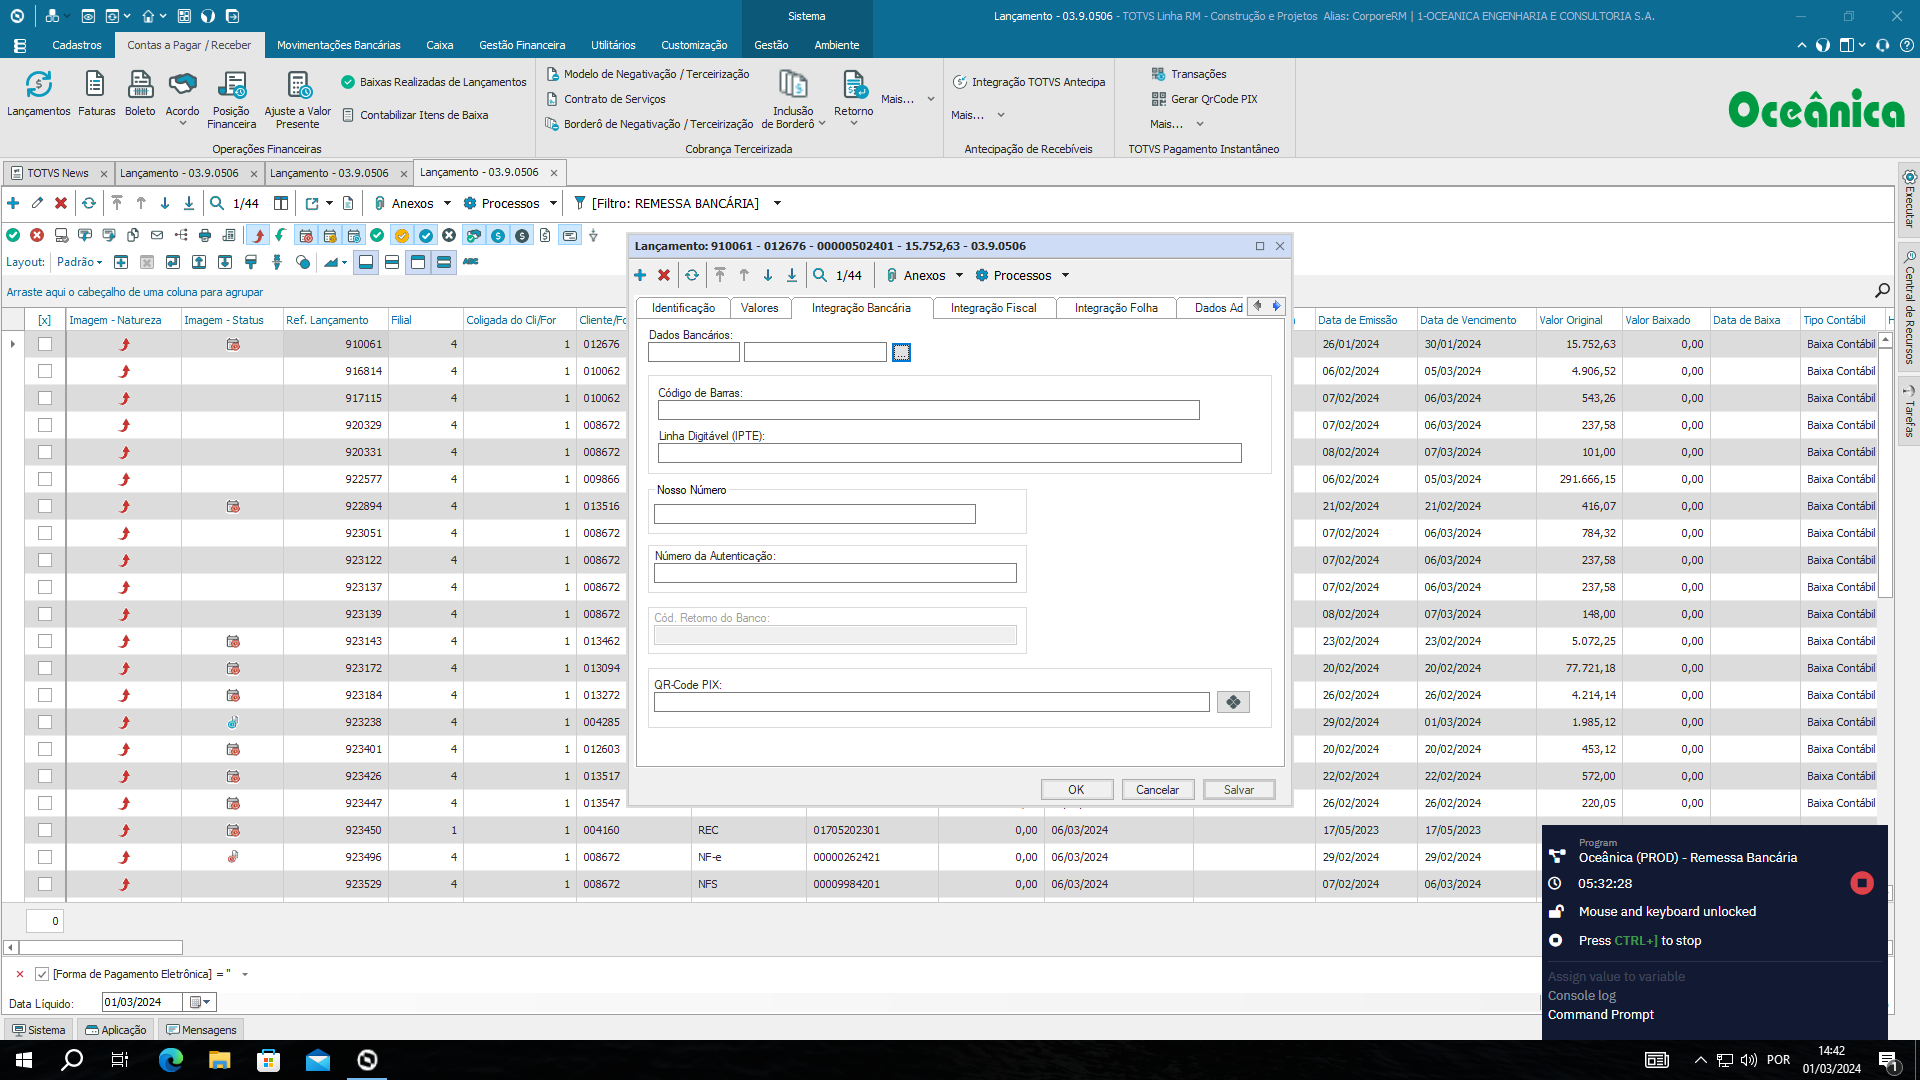 Sistema
Lançamento - 03.9.0506 - TOTVS Linha RM - Construção e Projetos Alias: CorporeRM | 1-OCEANICA ENGENHARIA E CONSULTORIA S.A.
Cadastros
Contas a Pagar / Receber
Movimentações Bancárias
Caixa
Gestão Financeira
Utilitários
Customização
Gestão
Ambiente
Lançamentos
Faturas
Boleto
Acordo
Posição Financeira
Ajuste a Valor Presente
Baixas Realizadas de Lançamentos
Contabilizar Itens de Baixa
Operações Financeiras
Modelo de Negativação / Terceirização
Contrato de Serviços
Borderô de Negativação / Terceirização
Inclusão de Borderô
Retorno
Mais...
Cobrança Terceirizada
Integração TOTVS Antecipa
Mais...
Antecipação de Recebíveis
Transações
Gerar QrCode PIX
Mais...
TOTVS Pagamento Instantâneo
Oceânica
TOTVS News
Lançamento - 03.9.0506
Lançamento - 03.9.0506
Lançamento - 03.9.0506
1/44
Anexos
Processos
[Filtro: REMESSA BANCÁRIA]
Layout: Padrão
ABC
Arraste aqui o cabeçalho de uma coluna para agrupar
[x] Imagem - Natureza Imagem - Status Ref. Lançamento Filial Coligada do Cli/For Cliente/Fo Data de Emissão Data de Vencimento Valor Original Valor Baixado Data de Baixa Tipo Contábil H
910061 4 1 012676 26/01/2024 30/01/2024 15.752,63 0,00 Baixa Contábil
916814 4 1 010062 06/02/2024 05/03/2024 4.906,52 0,00 Baixa Contábil
917115 4 1 010062 07/02/2024 06/03/2024 543,26 0,00 Baixa Contábil
920329 4 1 008672 07/02/2024 06/03/2024 237,58 0,00 Baixa Contábil
920331 4 1 008672 08/02/2024 07/03/2024 101,00 0,00 Baixa Contábil
922577 4 1 009866 06/02/2024 05/03/2024 291.666,15 0,00 Baixa Contábil
922894 4 1 013516 21/02/2024 21/02/2024 416,07 0,00 Baixa Contábil
923051 4 1 008672 07/02/2024 06/03/2024 784,32 0,00 Baixa Contábil
923122 4 1 008672 07/02/2024 06/03/2024 237,58 0,00 Baixa Contábil
923137 4 1 008672 07/02/2024 06/03/2024 237,58 0,00 Baixa Contábil
923139 4 1 008672 08/02/2024 07/03/2024 148,00 0,00 Baixa Contábil
923143 4 1 013462 23/02/2024 23/02/2024 5.072,25 0,00 Baixa Contábil
923172 4 1 013094 20/02/2024 20/02/2024 77.721,18 0,00 Baixa Contábil
923184 4 1 013272 26/02/2024 26/02/2024 4.214,14 0,00 Baixa Contábil
923238 4 1 004285 29/02/2024 01/03/2024 1.985,12 0,00 Baixa Contábil
923401 4 1 012603 20/02/2024 20/02/2024 453,12 0,00 Baixa Contábil
923426 4 1 013517 22/02/2024 22/02/2024 572,00 0,00 Baixa Contábil
923447 4 1 013547 26/02/2024 26/02/2024 220,05 0,00 Baixa Contábil
923450 1 1 004160 REC 01705202301 0,00 06/03/2024 17/05/2023 17/05/2023
923496 4 1 008672 NF-e 00000262421 0,00 06/03/2024 29/02/2024 29/02/2024
923529 4 1 008672 NFS 00009984201 0,00 06/03/2024 07/02/2024 06/03/2024
0
[Forma de Pagamento Eletrônica] = ''
Data Líquido: 01/03/2024
Sistema
Aplicação
Mensagens
Lançamento: 910061 - 012676 - 00000502401 - 15.752,63 - 03.9.0506
1/44
Anexos
Processos
Identificação
Valores
Integração Bancária
Integração Fiscal
Integração Folha
Dados Ad
Dados Bancários:
...
Código de Barras:
Linha Digitável (IPTE):
Nosso Número
Número da Autenticação:
Cód. Retorno do Banco:
QR-Code PIX:
OK
Cancelar
Salvar
Executar
Central de Recursos
Tarefas
Program
Oceânica (PROD) - Remessa Bancária
05:32:28
Mouse and keyboard unlocked
Press CTRL+] to stop
Assign value to variable
Console log
Command Prompt
POR
14:42
01/03/2024
1